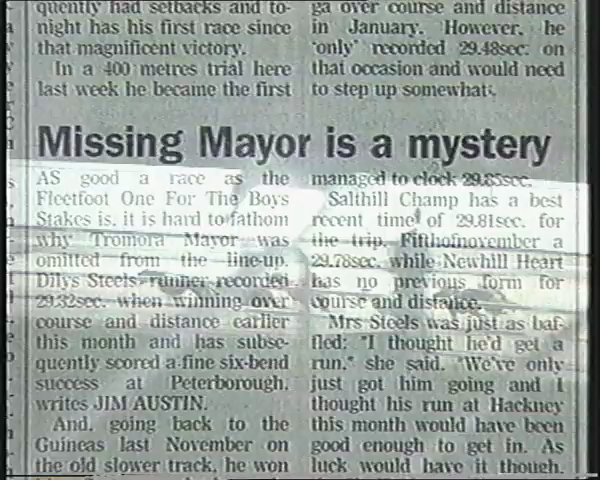 quently had setbacks and to-
night has his first race since
that magnificent victory.
In a 400 metres trial here
last week he became the first
ga over course and distance
in January. However, he
"only" recorded 29.48sec. on
that occasion and would need
to step up somewhat.
Missing Mayor is a mystery
AS good a race as the
Fleetfoot One For The Boys
Stakes is, it is hard to fathom
why Tromora Mayor was
omitted from the line-up.
Dilys Steels runner recorded
29.32sec. when winning over
course and distance earlier
this month and has subse-
quently scored a fine six-bend
success at Peterborough,
writes JIM AUSTIN.
And, going back to the
Guineas last November on
the old slower track, he won
managed to clock 29.85sec.
Salthill Champ has a best
recent time of 29.81sec. for
the trip, Fifthofnovember a
29.78sec. while Newhill Heart
has no previous form for
course and distance.
Mrs Steels was just as baf-
fled: "I thought he'd get a
run," she said. "We've only
just got him going and I
thought his run at Hackney
this month would have been
good enough to get in. As
luck would have it though,